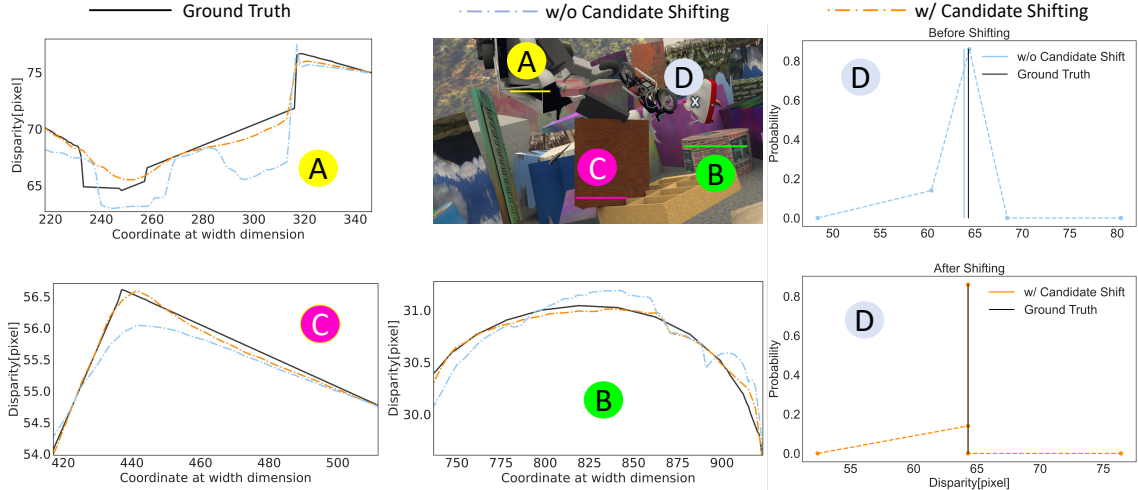 Ground Truth
w/o Candidate Shifting
w/ Candidate Shifting
75
70
65
Disparity[pixel]
A
220 240 260 280 300 320 340
Coordinate at width dimension
A
D
X
C
B
Before Shifting
w/o Candidate Shift
Ground Truth
D
0.8
0.6
0.4
0.2
0.0
Probability
50 55 60 65 70 75 80
56.5
56.0
55.5
55.0
54.5
54.0
Disparity[pixel]
C
420 440 460 480 500
Coordinate at width dimension
31.0
30.5
30.0
Disparity[pixel]
B
750 775 800 825 850 875 900
Coordinate at width dimension
After Shifting
w/ Candidate Shift
Ground Truth
D
0.8
0.6
0.4
0.2
0.0
Probability
55 60 65 70 75
Disparity[pixel]